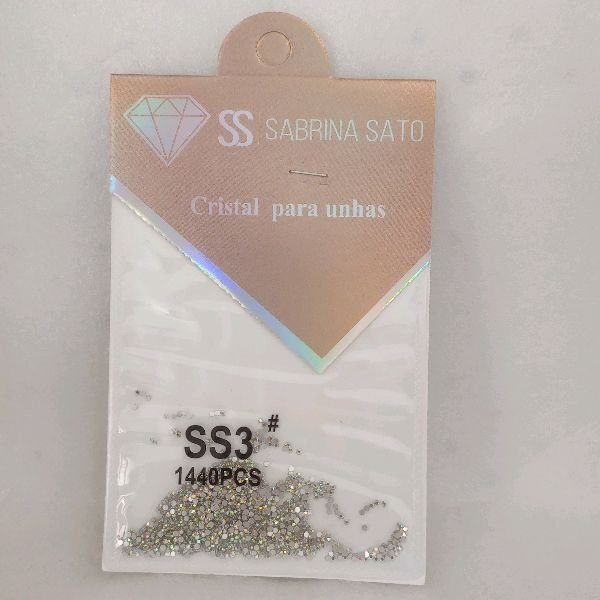 SS SABRINA SATO
Cristal para unhas
SS3 #
1440PCS